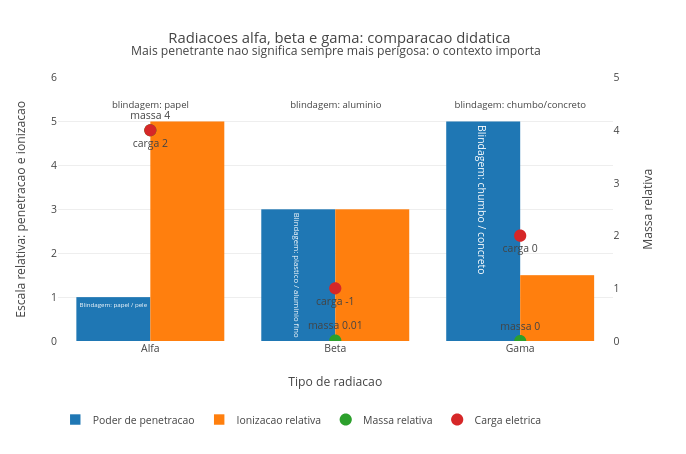 Radiacoes alfa, beta e gama: comparacao didatica
Mais penetrante nao significa sempre mais perigosa: o contexto importa
Escala relativa: penetracao e ionizacao
6
5
4
3
2
1
0
5
4
3
2
1
0
Massa relativa
blindagem: papel
blindagem: aluminio
blindagem: chumbo/concreto
massa 4
carga 2
Blindagem: papel / pele
Blindagem: plastico / aluminio fino
carga -1
massa 0.01
Blindagem: chumbo / concreto
carga 0
massa 0
Alfa
Beta
Gama
Tipo de radiacao
Poder de penetracao
Ionizacao relativa
Massa relativa
Carga eletrica